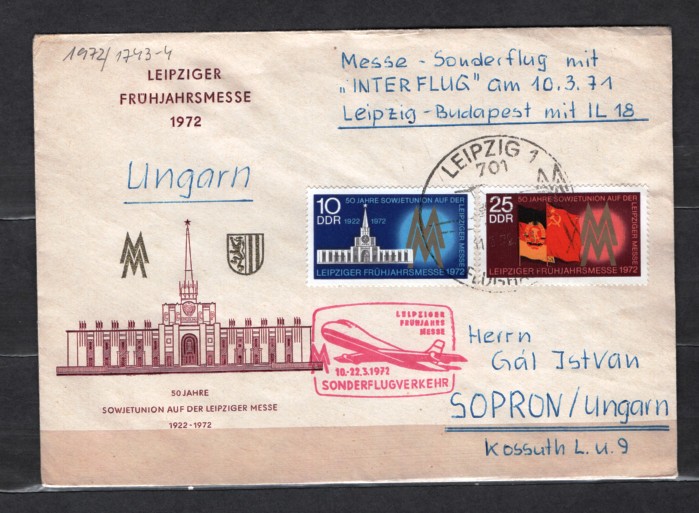 1972/1743-4
LEIPZIGER
FRÜHJAHRSMESSE
1972
Messe - Sonderflug mit
„INTERFLUG" am 10.3.71
Leipzig - Budapest mit IL 18
Ungarn
LEIPZIG 1
701
10
DDR
50 JAHRE SOWJETUNION AUF DER
LEIPZIGER MESSE
1922 - 1972
LEIPZIGER FRÜHJAHRSMESSE 1972
25
DDR
50 JAHRE SOWJETUNION AUF DER
LEIPZIGER MESSE
LEIPZIGER FRÜHJAHRSMESSE 1972
LEIPZIGER
FRÜHJAHRS
MESSE
10.-22.3.1972
SONDERFLUGVERKEHR
50 JAHRE
SOWJETUNION AUF DER LEIPZIGER MESSE
1922 - 1972
Herrn
Gál Istvan
SOPRON/Ungarn
Kossuth L. u 9